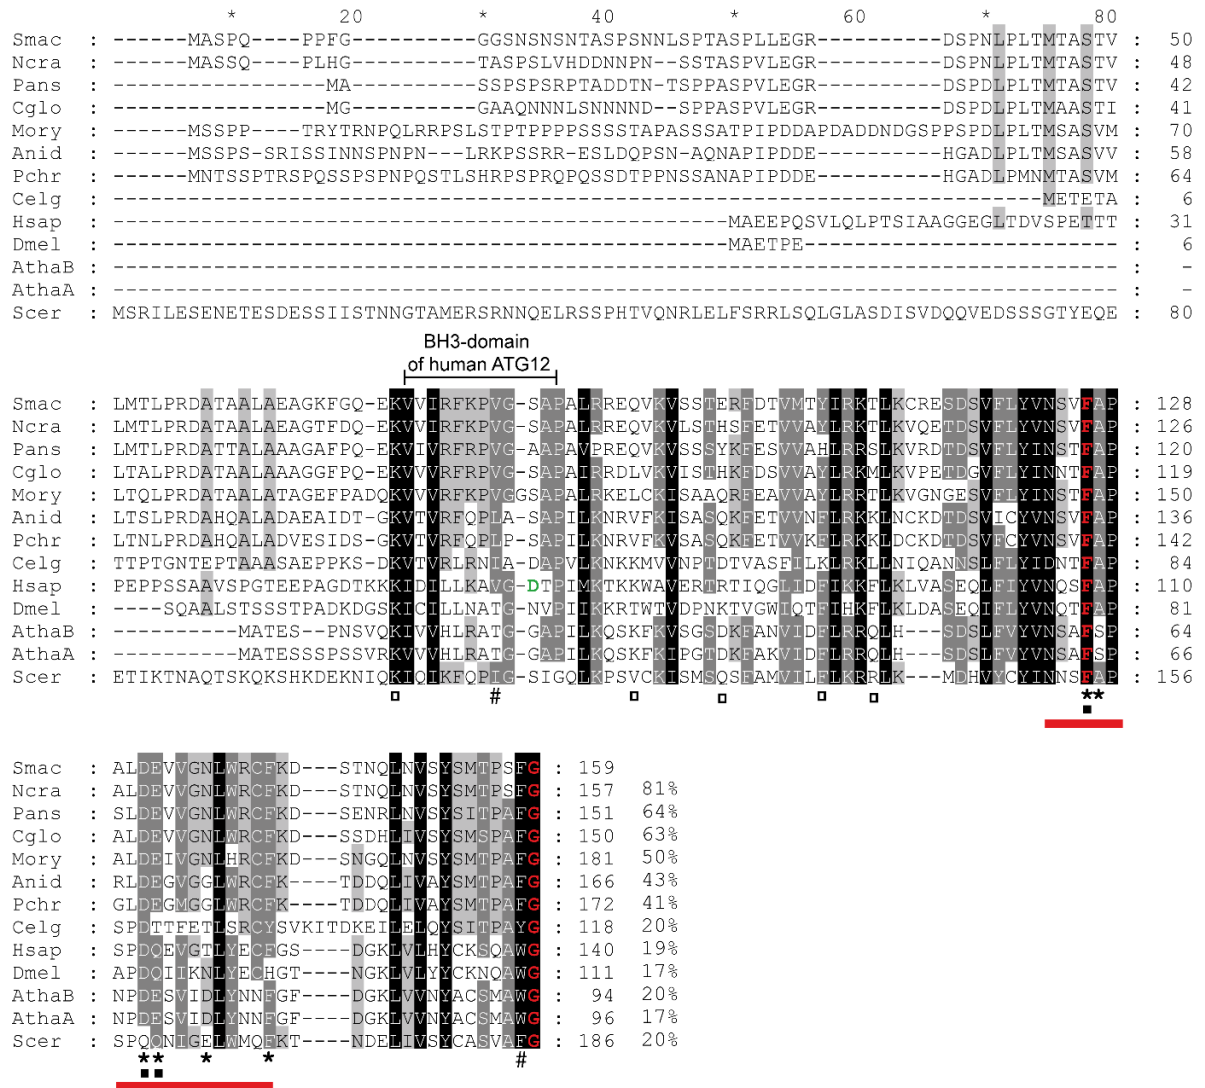 * 20 * 40 * 60 * 80
Smac : ------MASPQ----PPFG---------GGSNSNSNTASPSNNLSPTASPLLEGR----------DSPNLPLTMTASTV : 50
Ncra : ------MASSQ----PLHG---------TASPSLVHDDNNPN--SSTASPVLEGR----------DSPNLPLTMTASTV : 48
Pans : -----------------MA---------SSPSPSRPTADDTN-TSPPASPVLEGR----------DSPDLPLTMTASTV : 42
Cglo : -----------------MG---------GAAQNNNLSNNNND--SPPASPVLEGR----------DSPDLPLTMAASTI : 41
Mory : ------MSSPP----TRYTRNPQLRRPSLSTPTPPPPSSSSTAPASSSATPIPDDAPDADDNDGSPPSPDLPLTMSASVM : 70
Anid : ------MSSPS-SRISSINNSPNPN---LRKPSSRR-ESLDQPSN-AQNAPIPDDE----------HGADLPLTMSASVV : 58
Pchr : ------MNTSSPTRSPQSSPSPNPQSTLSHRPSPRQPQSSDTPPNSSANAPIPDDE----------HGADLPMNMTASVM : 64
Celg : --------------------------------------------------------------------------METETA : 6
Hsap : -------------------------------------------------MAEEPQSVLQLPTSIAAGGEGLTDVSPETTT : 31
Dmel : -------------------------------------------------MAETPE------------------------- : 6
AthaB : -------------------------------------------------------------------------------- : -
AthaA : -------------------------------------------------------------------------------- : -
Scer : MSRILESENETESDESSIISTNNGTAMERSRNNQELRSSPHTVQNRLELFSRRLSQLGLASDISVDQQVEDSSSGTYEQE : 80
BH3-domain
of human ATG12
Smac : LMTLPRDATAALAEAGKFGQ-EKVVIRFKPVG-SAPALRREQVKVSSTERFDTVMTYIRKTLKCRESDSVFLYVNSVFAP : 128
Ncra : LMTLPRDATAALAEAGTFDQ-EKVVIRFKPVG-SAPALRREQVKVLSTHSFETVVAYLRKTLKVQETDSVFLYVNSVFAP : 126
Pans : LMTLPRDATTALAAAGAFPQ-EKVIVRFRPVG-SAPAVPREQVKVSSSYKFESVVAHLRRTLKVRDTDSVFLYVNSTFAP : 120
Cglo : LTALPRDATAALAAAGGFPQ-EKVVVRFRPVG-SAPAIRRDLVKVISTHKFDSVVAYLRKMLKVPETDGVFLYINNTFAP : 119
Mory : LTQLPRDATAALATAGEFPADQKVVVRFKPVGGSAPALRKELCKISAAQRFEAVVAYLRRTLKVGNGESVFLYINSTFAP : 150
Anid : LTSLPRDAHQALADAEAIDT-GKVTVRFQPLA-SAPILKNRVFKISASQKFETVVNFLRKKLNCKDTDSVICYVNSVFAP : 136
Pchr : LTNLPRDAHQALADVESIDS-GKVTVRFQPLP-SAPILKNRVFKVSASQKFETVVKFLRKKLDCKDTDSVFCYVNSVFAP : 142
Celg : TTPTGNTEPTAAASAEPPKS-DKVTVRLRNIA-DAPVLKNKKMVVNPTDTVASFILKLRKLLNIQANNSLFLYIDNTFAP : 84
Hsap : PEPPSSAAVSPGTEEPAGDTKKKIDILLKAVG-DTPIMKTKKWAVERTRTIQGLIDFIKKFLKLVASEQLFIYVNQSFAP : 110
Dmel : -----SQAALSTSSSTPADKDGSKICILLNATG-NVPIIKKRTWTVDPNKTVGWIQTFIHKFLKLDASEQIFLYVNQTFAP : 81
AthaB : ----------MATES---PNSVQKIVVHLRATG-GAPILKQSKFKVSGSDKFANVIDFLRRQLH---SDSLFVYVNSAFSP : 64
AthaA : ----------MATESSSPSSVRKVVVHLRATG-GAPILKQSKFKIPGTDKFAKVIDFLRRQLH---SDSLFVYVNSAFSP : 66
Scer : ETIKTNAQTSKQKSHKDEKNIQKIQIKFQPIG-SIGQLKPSVCKISMSQSFAMVILFLKRRLK---MDHVYCYINNSFAP : 156
# **
Smac : ALDEVVGNLWRCFKD---STNQLNVSYSMTPSFG : 159
Ncra : ALDEVVGNLWRCFKD---STNQLNVSYSMTPSFG : 157 81%
Pans : SLDEVVGNLWRCFKD---SENRLNVSYSITPAFG : 151 64%
Cglo : ALDEVVGNLWRCFKD---SSDHLIVSYSMSPAFG : 150 63%
Mory : ALDEIVGNLHRCFKD---SNGQLNVSYSMTPAFG : 181 50%
Anid : RLDEGVGGLWRCFK----TDDQLIVAYSMTPAFG : 166 43%
Pchr : GLDEGMGGLWRCFK----TDDQLIVAYSMTPAFG : 172 41%
Celg : SPDTTFETLSRCYSVKITDKEILELQYSITPAYG : 118 20%
Hsap : SPDQEVGTLYECFGS----DGKLVLHYCKSQAWG : 140 19%
Dmel : APDQIIKNLYECHGT----NGKLVLYYCKNQAWG : 111 17%
AthaB : NPDESVIDLYNNFGF----DGKLVVNYACSMAWG : 94 20%
AthaA : NPDESVIDLYNNFGF----DGKLVVNYACSMAWG : 96 17%
Scer : SPQQNIGELWMQFKT----NDELIVSYCASVAFG : 186 20%
** * * #